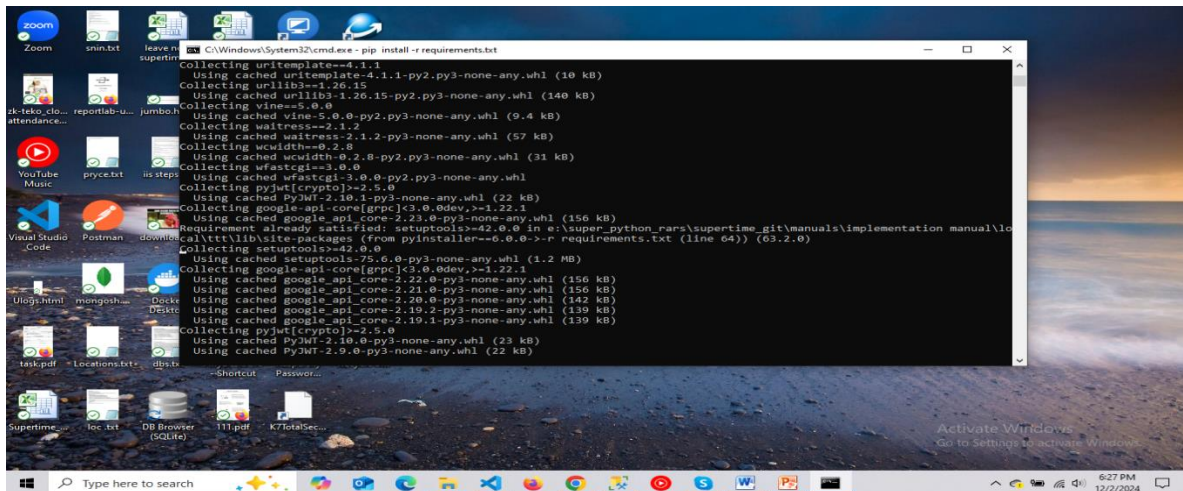 zoom
Zoom
snin.txt
leave n
supertim
zk-teko_clo...
attendance...
reportlab-u...
jumbo.h
YouTube
Music
pryce.txt
iis steps
Visual Studio
Code
Postman
downloa
Ulogs.html
mongosh...
Docke
Deskto
task.pdf
Locations.txt
dbs.tx
--Shortcut
Passwor...
Supertime_...
loc .txt
DB Browser
(SQLite)
111.pdf
K7TotalSec...
C:\Windows\System32\cmd.exe - pip install -r requirements.txt
Collecting uritemplate==4.1.1
Using cached uritemplate-4.1.1-py2.py3-none-any.whl (10 kB)
Collecting urllib3==1.26.15
Using cached urllib3-1.26.15-py2.py3-none-any.whl (140 kB)
Collecting vine==5.0.0
Using cached vine-5.0.0-py2.py3-none-any.whl (9.4 kB)
Collecting waitress==2.1.2
Using cached waitress-2.1.2-py3-none-any.whl (57 kB)
Collecting wcwidth==0.2.8
Using cached wcwidth-0.2.8-py2.py3-none-any.whl (31 kB)
Collecting wfastcgi==3.0.0
Using cached wfastcgi-3.0.0-py2.py3-none-any.whl
Collecting pyjwt[crypto]>=2.5.0
Using cached PyJWT-2.10.1-py3-none-any.whl (22 kB)
Collecting google-api-core[grpc]<3.0.0dev,>=1.22.1
Using cached google_api_core-2.23.0-py3-none-any.whl (156 kB)
Requirement already satisfied: setuptools>=42.0.0 in e:\super_python_rars\supertime_git\manuals\implementation manual\lo
cal\ttt\lib\site-packages (from pyinstaller==6.0.0->-r requirements.txt (line 64)) (63.2.0)
Collecting setuptools>=42.0.0
Using cached setuptools-75.6.0-py3-none-any.whl (1.2 MB)
Collecting google-api-core[grpc]<3.0.0dev,>=1.22.1
Using cached google_api_core-2.22.0-py3-none-any.whl (156 kB)
Using cached google_api_core-2.21.0-py3-none-any.whl (156 kB)
Using cached google_api_core-2.20.0-py3-none-any.whl (142 kB)
Using cached google_api_core-2.19.2-py3-none-any.whl (139 kB)
Using cached google_api_core-2.19.1-py3-none-any.whl (139 kB)
Collecting pyjwt[crypto]>=2.5.0
Using cached PyJWT-2.10.0-py3-none-any.whl (23 kB)
Using cached PyJWT-2.9.0-py3-none-any.whl (22 kB)
Activate Windows
Go to Settings to activate Windows.
Type here to search
6:27 PM
12/2/2024